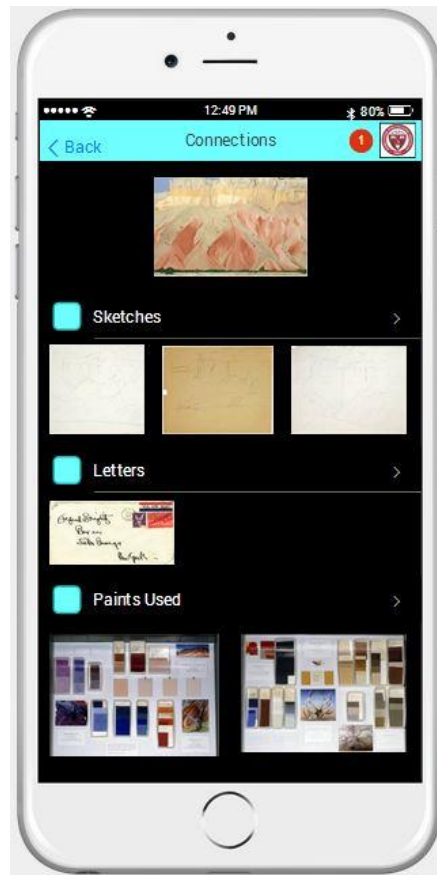 12:49 PM
80%
Back
Connections
1
Sketches
Letters
Paints Used